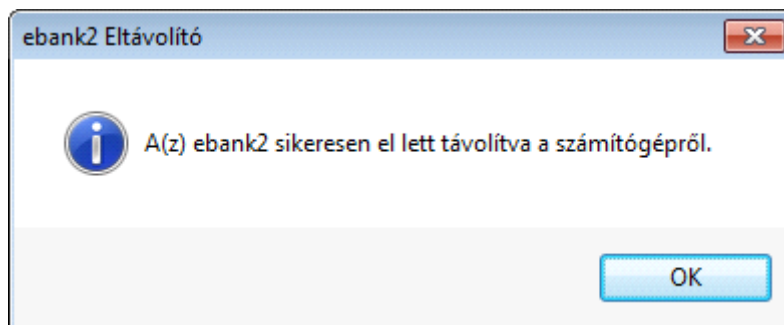 ebank2 Eltávolító
A(z) ebank2 sikeresen el lett távolítva a számítógépről.
OK